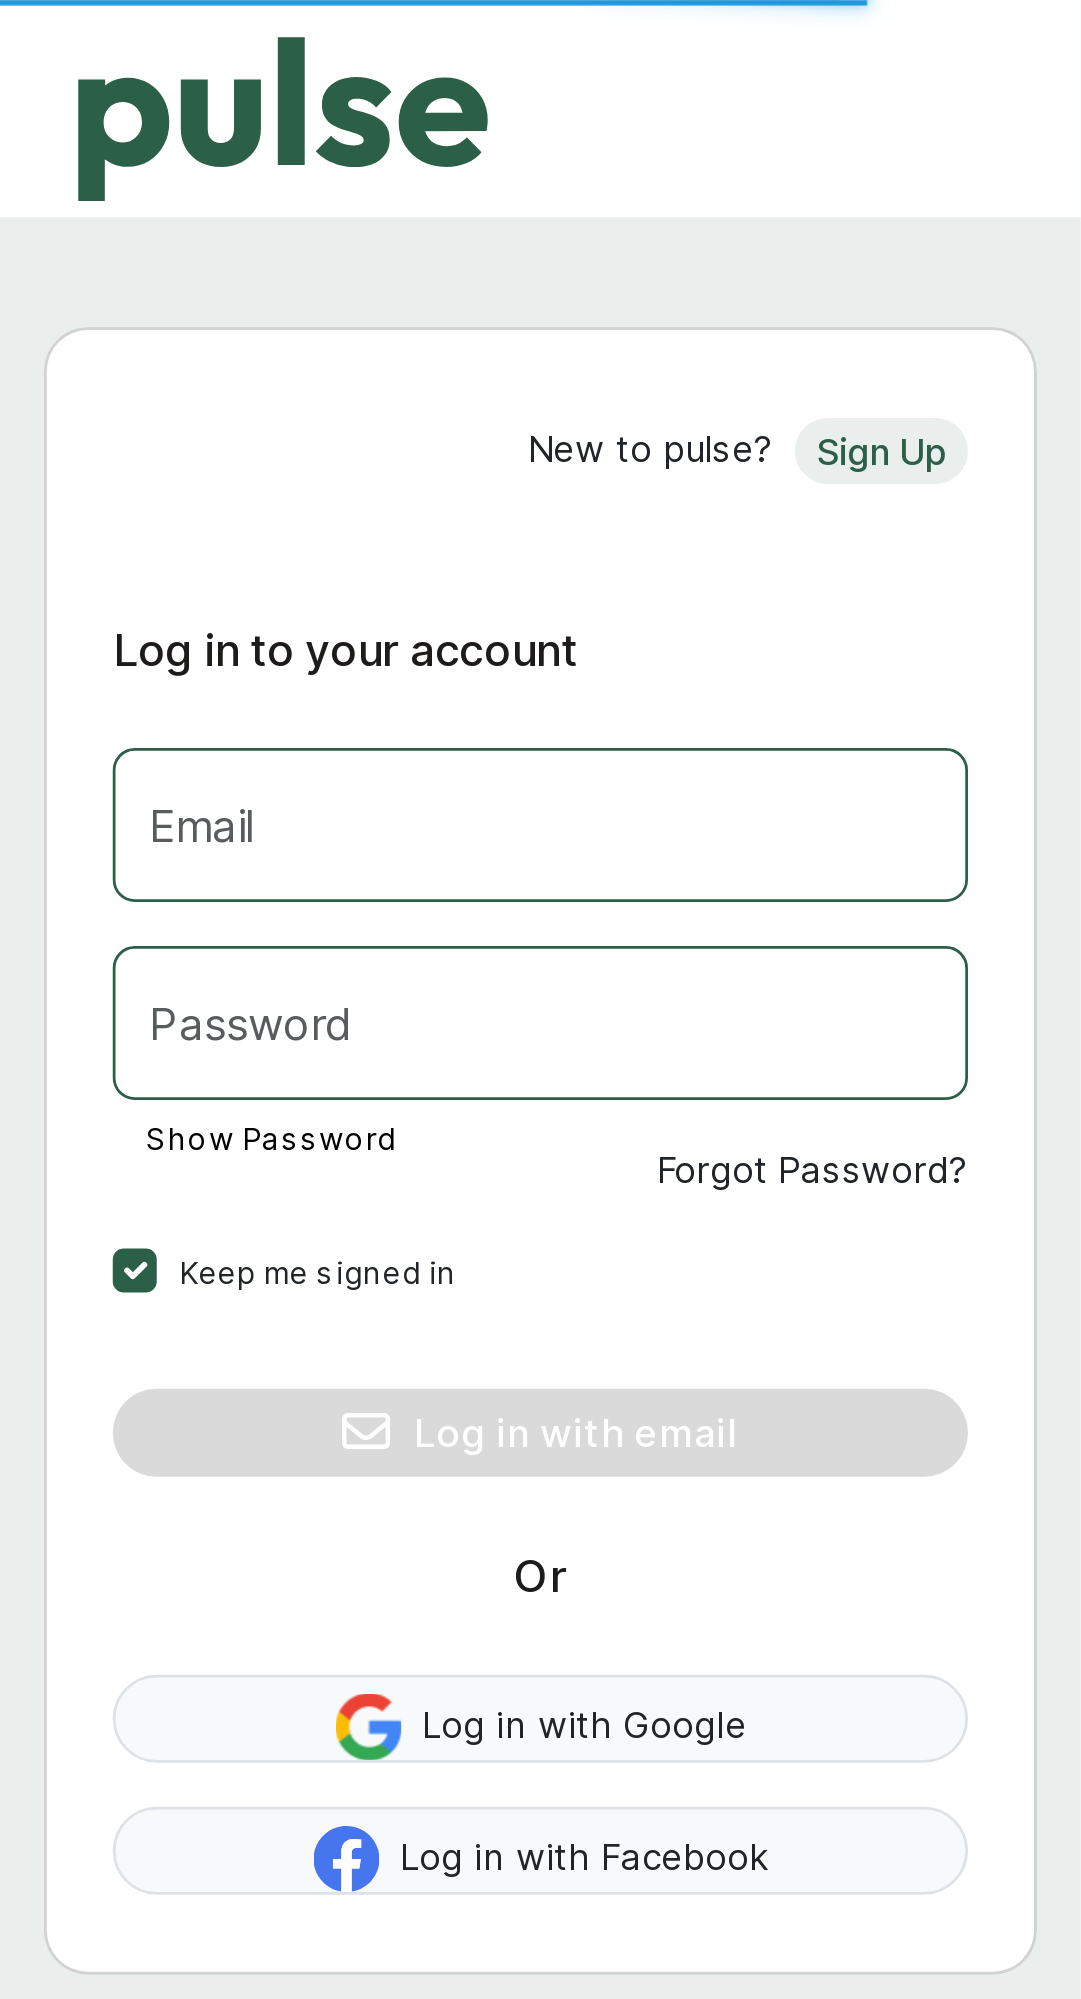 pulse
New to pulse? Sign Up
Log in to your account
Email
Password
Show Password
Forgot Password?
Keep me signed in
Log in with email
Or
Log in with Google
Log in with Facebook